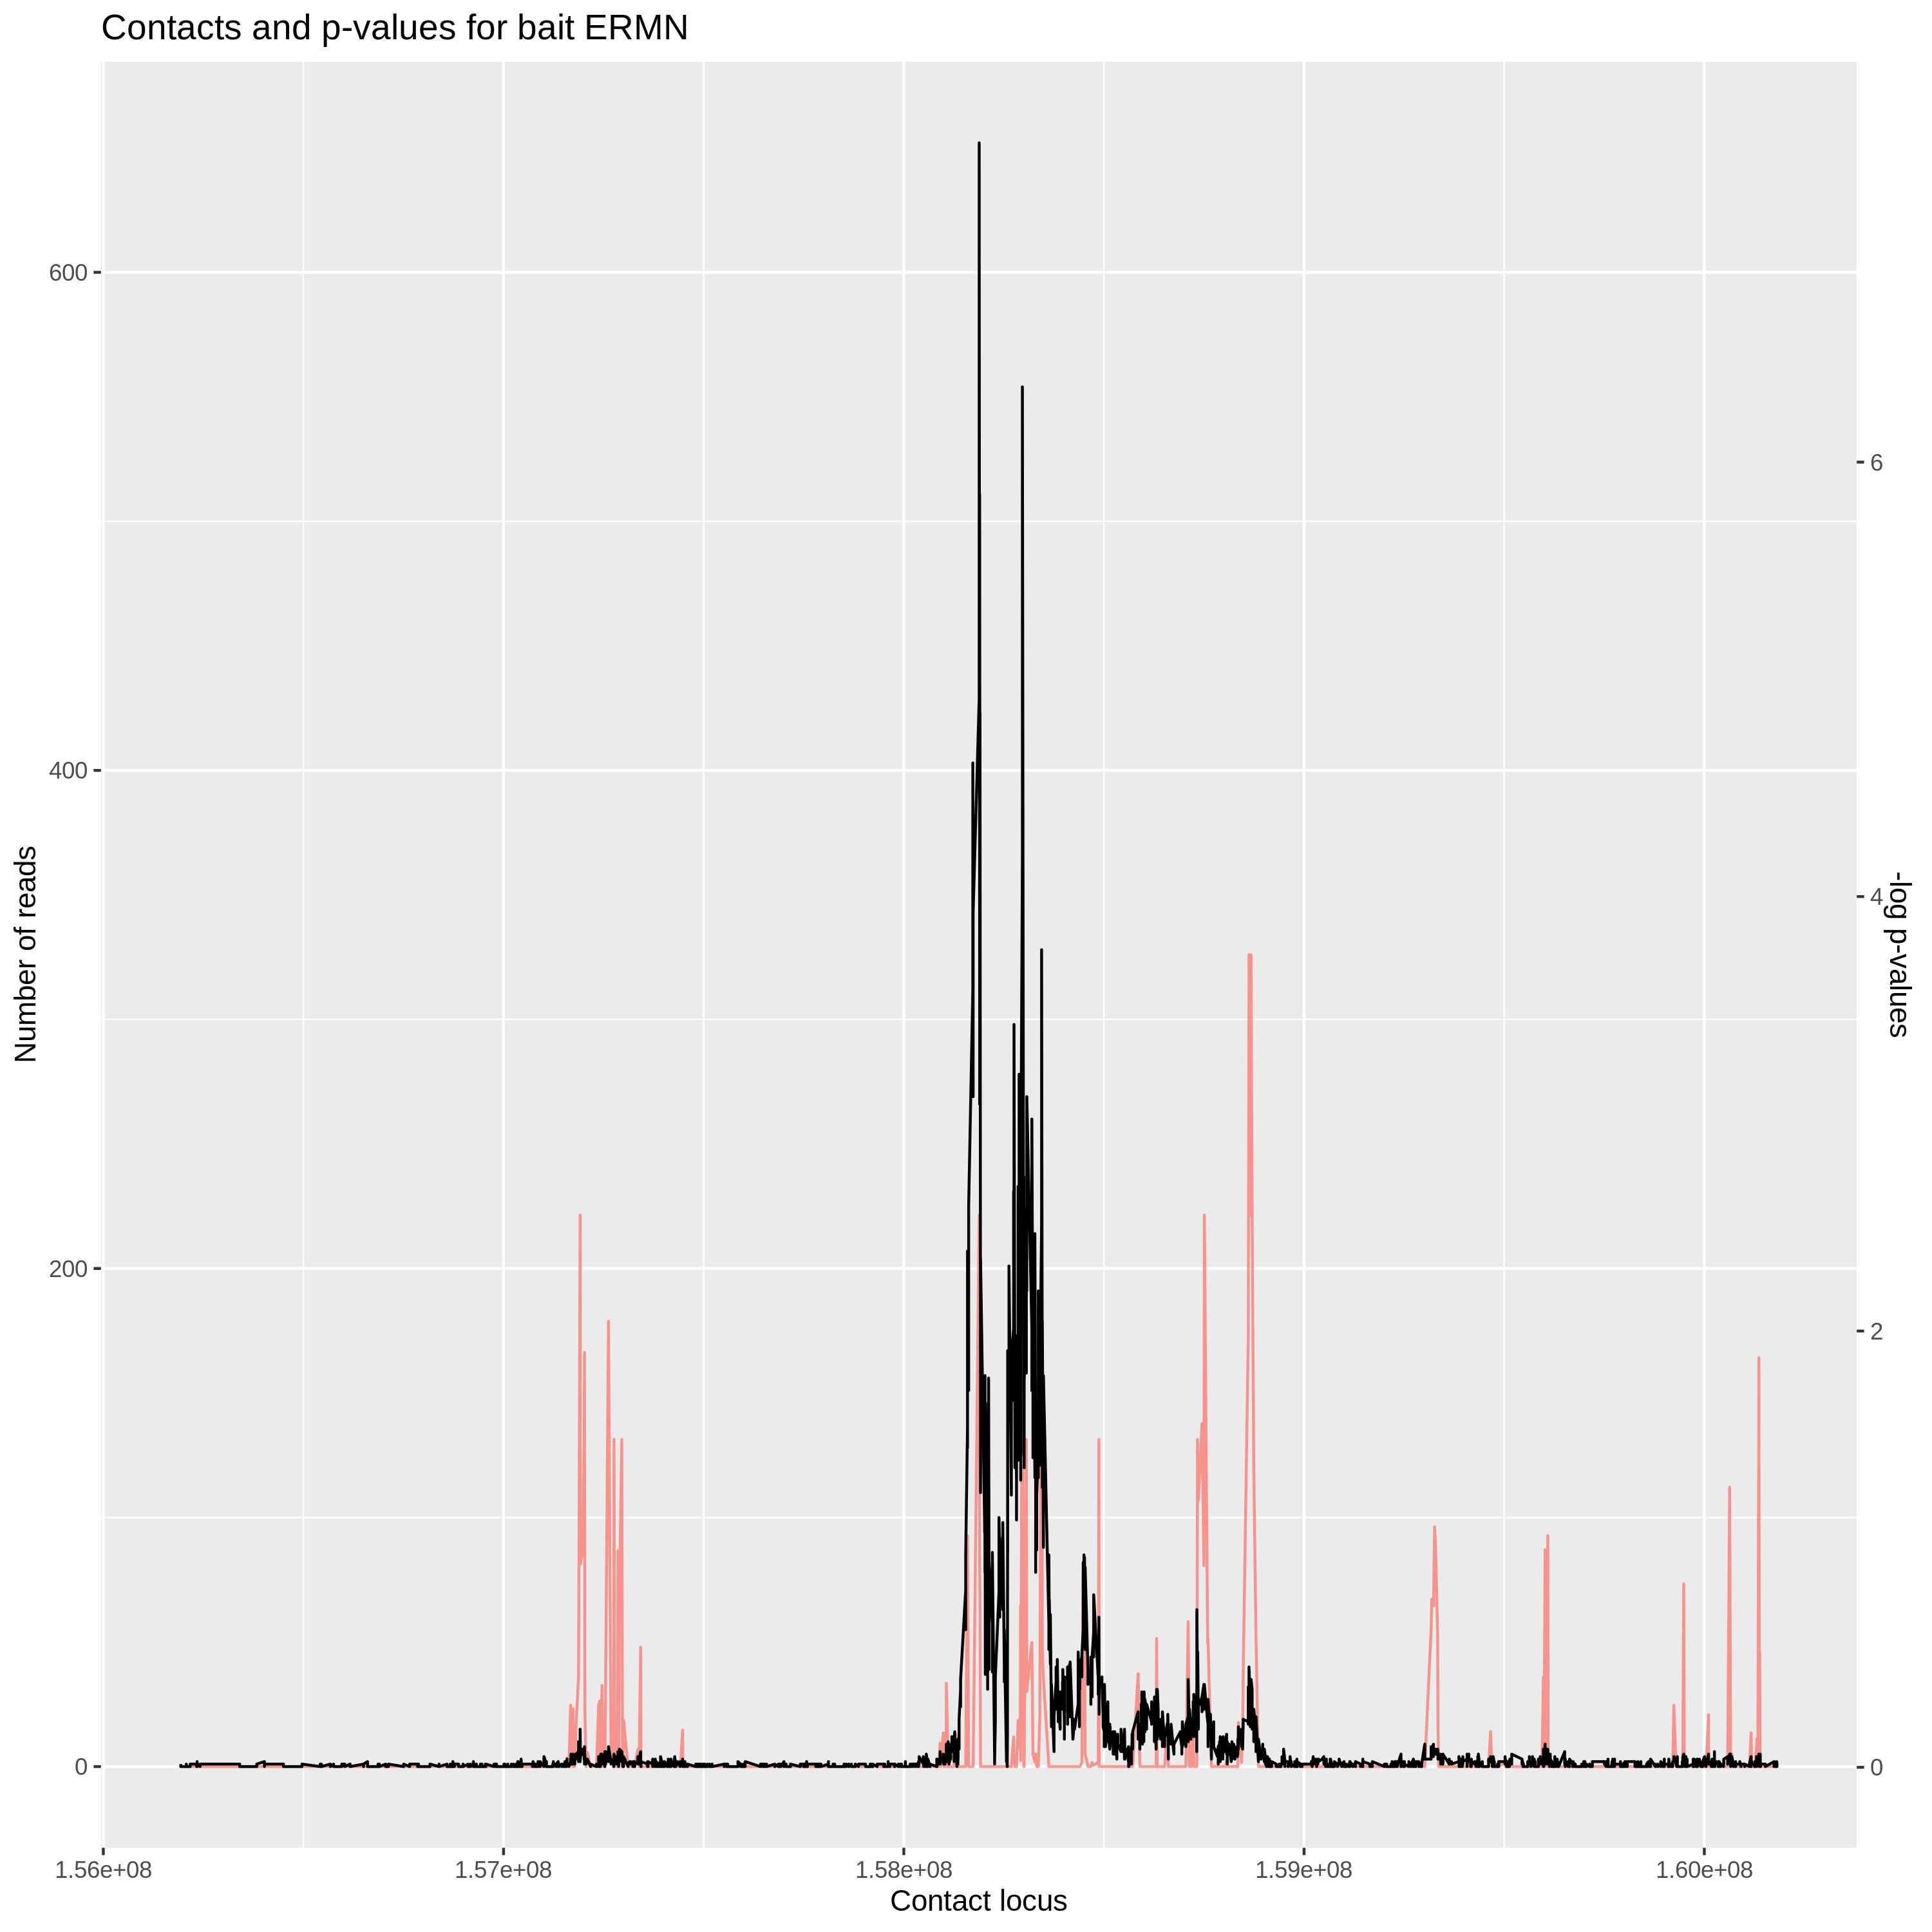 Contacts and p-values for bait ERMN
600
400
200
0
6
4
2
0
Number of reads
-log p-values
1.56e+08
1.57e+08
1.58e+08
1.59e+08
1.60e+08
Contact locus